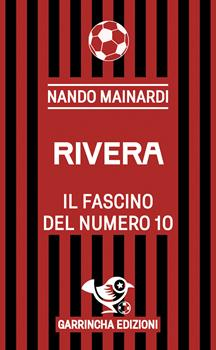 NANDO MAINARDI
RIVERA
IL FASCINO
DEL NUMERO 10
GARRINCHA EDIZIONI